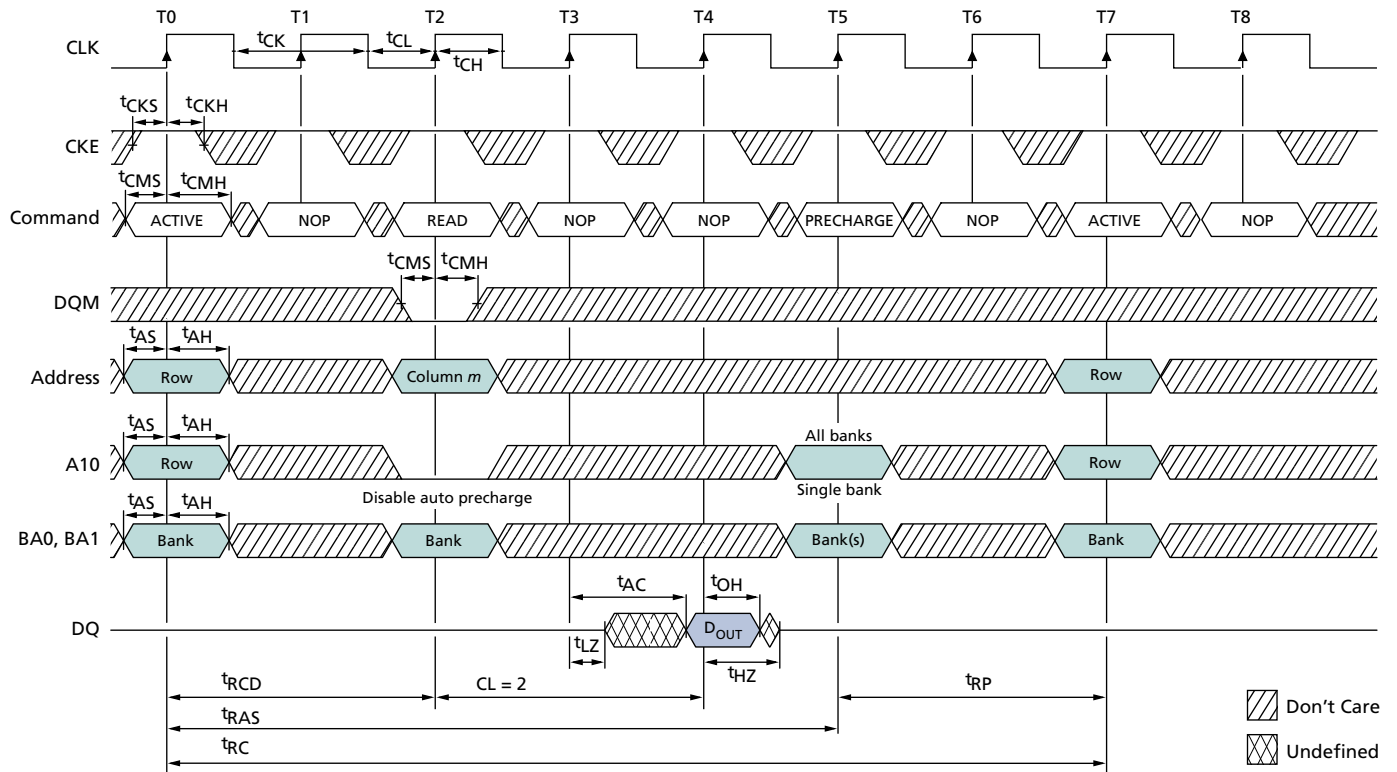 T0 T1 T2 T3 T4 T5 T6 T7 T8
CLK
tCK tCL
tCH
tCKS tCKH
CKE
tCMS tCMH
Command ACTIVE NOP READ NOP NOP PRECHARGE NOP ACTIVE NOP
tCMS tCMH
DQM
tAS tAH
Address Row Column m Row
tAS tAH
All banks
A10 Row Row
Disable auto precharge
Single bank
tAS tAH
BA0, BA1 Bank Bank Bank(s) Bank
tAC tOH
DQ DOUT
tLZ
tHZ
tRCD CL = 2 tRP
tRAS
tRC
Don't Care
Undefined